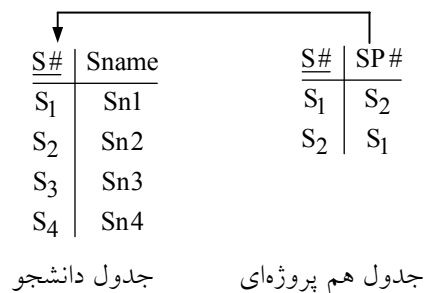 S# Sname
S1 Sn1
S2 Sn2
S3 Sn3
S4 Sn4
جدول دانشجو
S# SP#
S1 S2
S2 S1
جدول هم پروژه‌ای